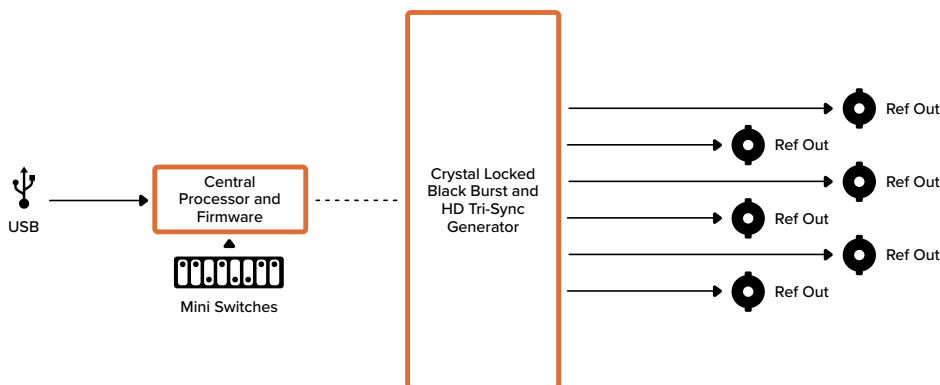 USB
Central
Processor and
Firmware
Mini Switches
Crystal Locked
Black Burst and
HD Tri-Sync
Generator
Ref Out
Ref Out
Ref Out
Ref Out
Ref Out
Ref Out